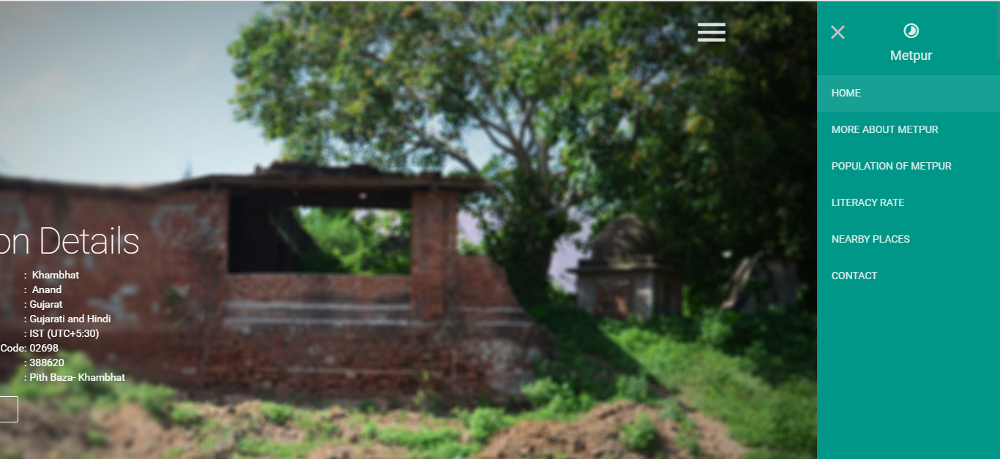 Metpur
HOME
MORE ABOUT METPUR
POPULATION OF METPUR
LITERACY RATE
NEARBY PLACES
CONTACT
on Details
: Khambhat
: Anand
: Gujarat
: Gujarati and Hindi
: IST (UTC+5:30)
Code: 02698
: 388620
: Pith Baza- Khambhat